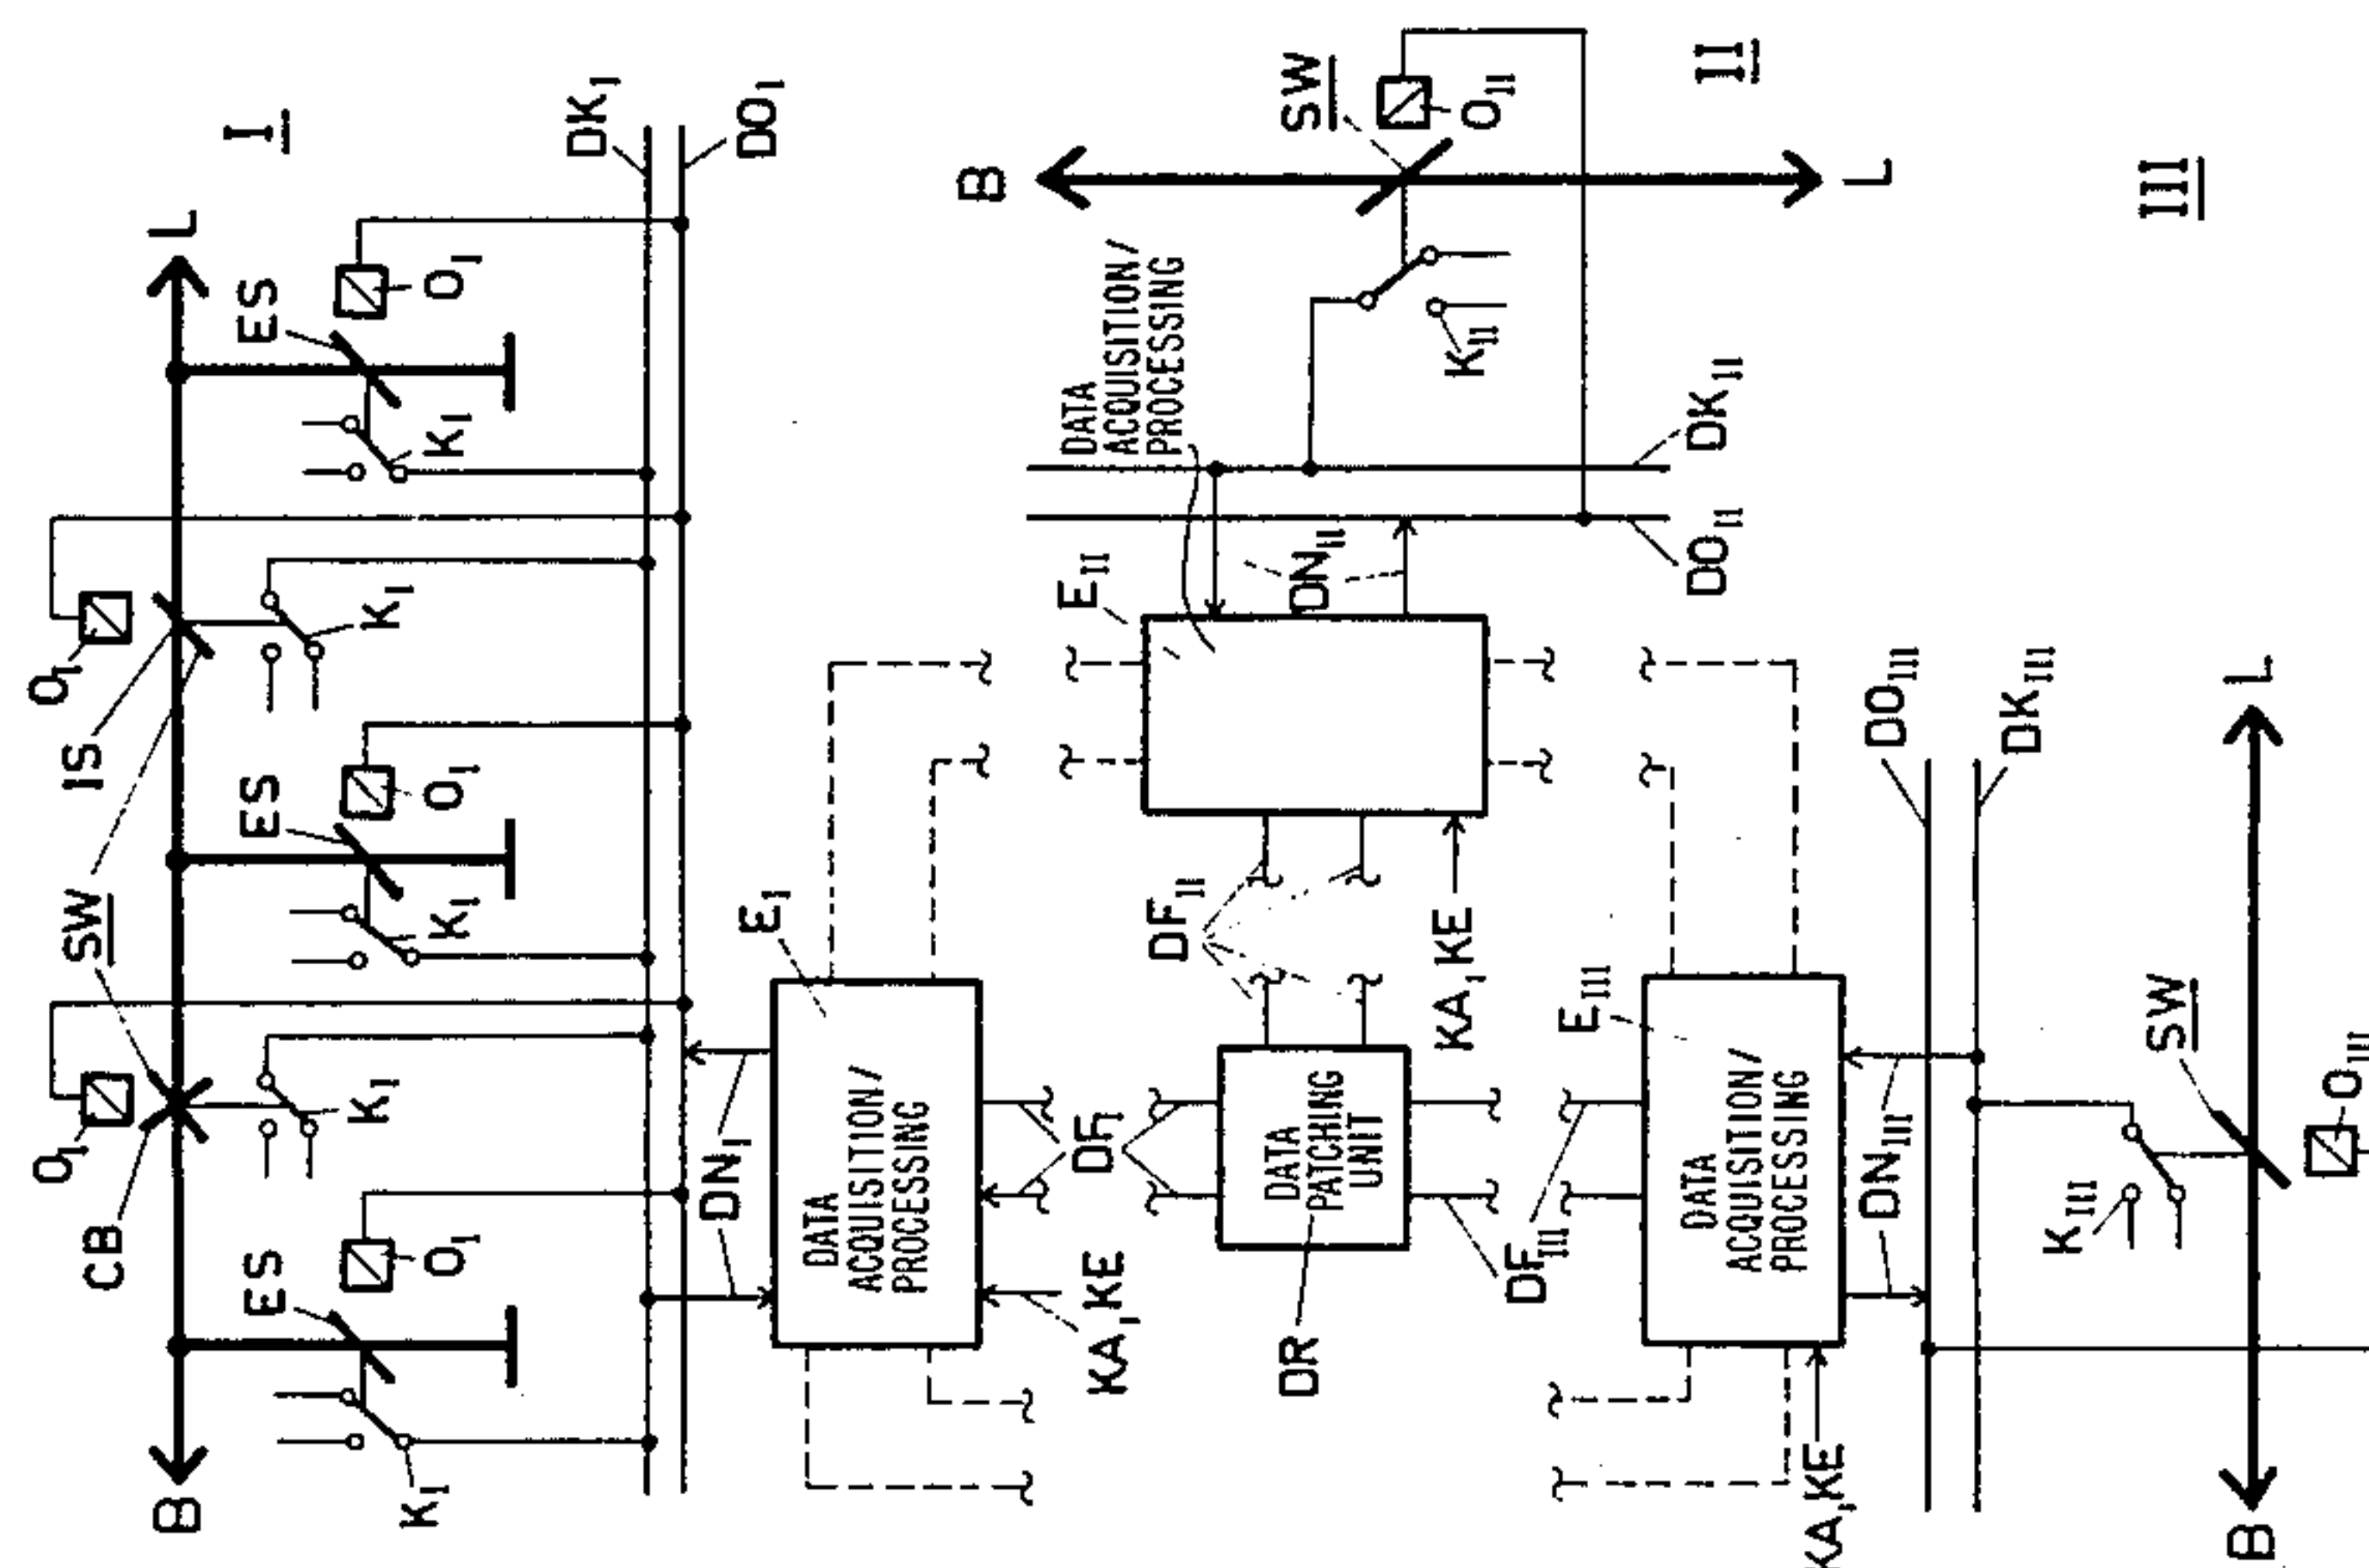 I
B
L
K_I
ES
O_I
CB
O_I
K_I
SW
ES
O_I
K_I
IS
O_I
K_I
ES
O_I
K_I
DK_I
DO_I
DN_I
E_I
DATA
ACQUISITION/
PROCESSING
KA, KE
DF_I
DATA
PATCHING
UNIT
DR
DF_II
DF_III
II
B
L
SW
O_II
K_II
DATA
ACQUISITION/
PROCESSING
DK_II
DO_II
DN_II
E_II
KA, KE
III
E_III
DATA
ACQUISITION/
PROCESSING
KA, KE
DN_III
DO_III
DK_III
K_III
SW
O_III
B
L